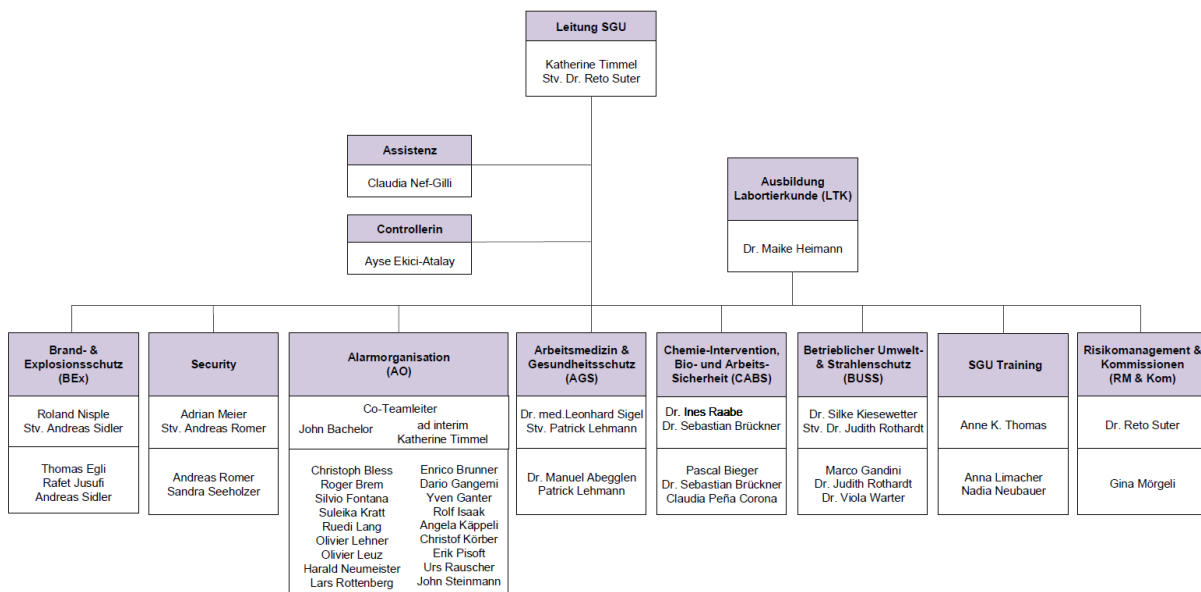 Leitung SGU
Katherine Timmel
Stv. Dr. Reto Suter
Assistenz
Claudia Nef-Gilli
Controllerin
Ayse Ekici-Atalay
Ausbildung
Labortierkunde (LTK)
Dr. Maike Heimann
Brand- &
Explosionsschutz
(BEx)
Roland Nisple
Stv. Andreas Sidler
Thomas Egli
Rafet Jusufi
Andreas Sidler
Security
Adrian Meier
Stv. Andreas Romer
Andreas Romer
Sandra Seeholzer
Alarmorganisation
(AO)
Co-Teamleiter
John Bachelor
ad interim
Katherine Timmel
Christoph Bless
Roger Brem
Silvio Fontana
Suleika Kratt
Ruedi Lang
Olivier Lehner
Olivier Leuz
Harald Neumeister
Lars Rottenberg
Enrico Brunner
Dario Gangemi
Yven Ganter
Rolf Isaak
Angela Käppeli
Christof Körber
Erik Pisoft
Urs Rauscher
John Steinmann
Arbeitsmedizin &
Gesundheitsschutz
(AGS)
Dr. med.Leonhard Sigel
Stv. Patrick Lehmann
Dr. Manuel Abegglen
Patrick Lehmann
Chemie-Intervention,
Bio- und Arbeits-
Sicherheit (CABS)
Dr. Ines Raabe
Dr. Sebastian Brückner
Pascal Bieger
Dr. Sebastian Brückner
Claudia Peña Corona
Betrieblicher Umwelt-
& Strahlenschutz
(BUSS)
Dr. Silke Kiesewetter
Stv. Dr. Judith Rothardt
Marco Gandini
Dr. Judith Rothardt
Dr. Viola Warter
SGU Training
Anne K. Thomas
Anna Limacher
Nadia Neubauer
Risikomanagement &
Kommissionen
(RM & Kom)
Dr. Reto Suter
Gina Mörgeli